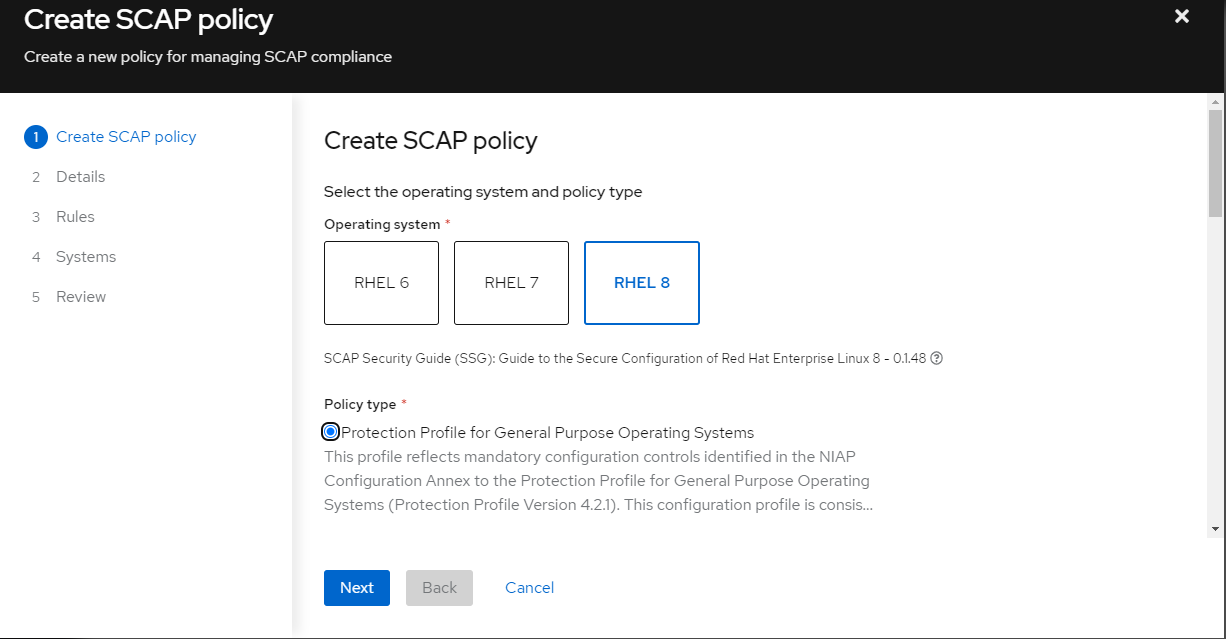 Create SCAP policy
Create a new policy for managing SCAP compliance
1 Create SCAP policy
2 Details
3 Rules
4 Systems
5 Review
Create SCAP policy
Select the operating system and policy type
Operating system *
RHEL 6 RHEL 7 RHEL 8
SCAP Security Guide (SSG): Guide to the Secure Configuration of Red Hat Enterprise Linux 8 - 0.1.48
Policy type *
Protection Profile for General Purpose Operating Systems
This profile reflects mandatory configuration controls identified in the NIAP
Configuration Annex to the Protection Profile for General Purpose Operating
Systems (Protection Profile Version 4.2.1). This configuration profile is consis...
Next Back Cancel